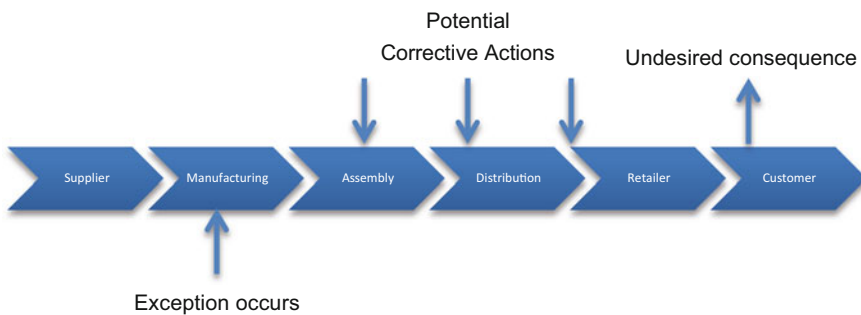 Potential
Corrective Actions
Undesired consequence
Supplier
Manufacturing
Assembly
Distribution
Retailer
Customer
Exception occurs